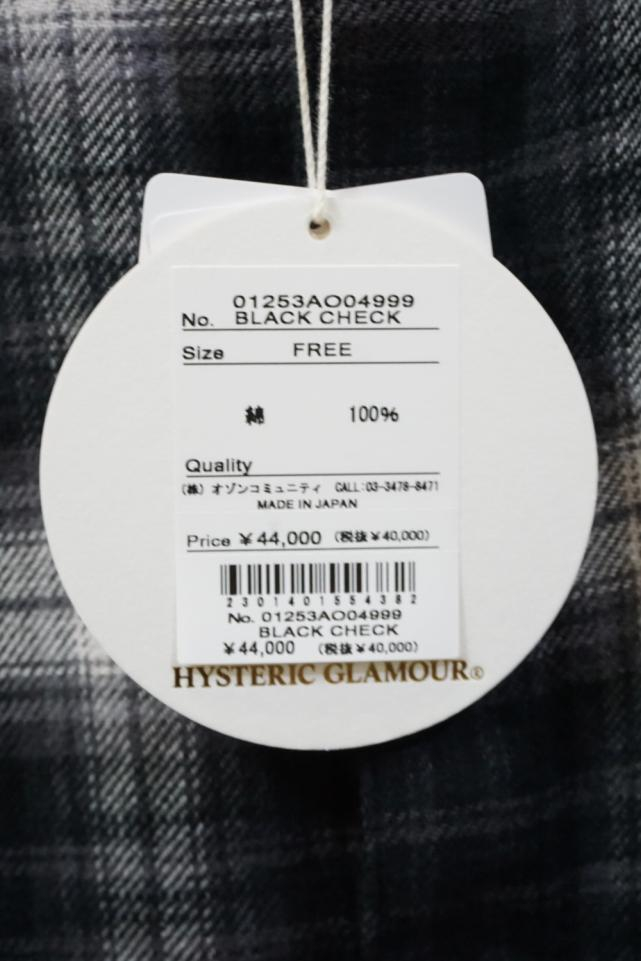 01253AO04999
No. BLACK CHECK
Size FREE
綿 100%
Quality
(株) オゾンコミュニティ CALL:03-3478-8471
MADE IN JAPAN
Price ¥44,000 (税抜¥40,000)
2301401554382
No. 01253AO04999
BLACK CHECK
¥44,000 (税抜¥40,000)
HYSTERIC GLAMOUR®